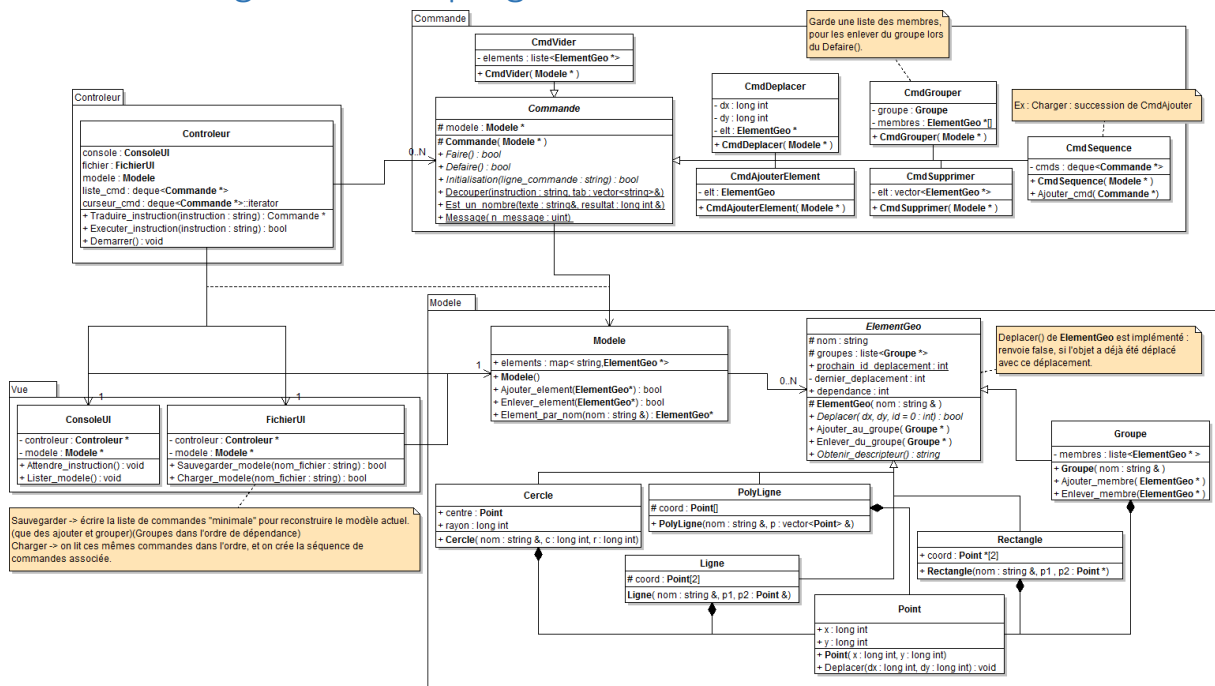 Commande
Garde une liste des membres,
pour les enlever du groupe lors
du Defaire().
CmdVider
- elements : liste<ElementGeo *>
+ CmdVider( Modele * )
CmdDeplacer
- dx : long int
- dy : long int
- elt : ElementGeo *
+ CmdDeplacer( Modele * )
CmdGrouper
- groupe : Groupe
- membres : ElementGeo *[]
+ CmdGrouper( Modele * )
Ex : Charger : succession de CmdAjouter
Controleur
Controleur
console : ConsoleUI
fichier : FichierUI
modele : Modele
liste_cmd : deque<Commande *>
curseur_cmd : deque<Commande *>::iterator
+ Traduire_instruction(instruction : string) : Commande *
+ Executer_instruction(instruction : string) : bool
+ Demarrer() : void
0..N
Commande
# modele : Modele *
# Commande( Modele * )
+ Faire() : bool
+ Defaire() : bool
+ Initialisation(ligne_commande : string) : bool
+ Decouper(instruction : string, tab : vector<string>&)
+ Est_un_nombre(texte : string&, resultat : long int &)
+ Message( n_message : uint)
CmdSequence
- cmds : deque<Commande *>
+ CmdSequence( Modele * )
+ Ajouter_cmd( Commande *)
CmdAjouterElement
- elt : ElementGeo
+ CmdAjouterElement( Modele * )
CmdSupprimer
- elt : vector<ElementGeo *>
+ CmdSupprimer( Modele * )
Modele
Modele
+ elements : map< string,ElementGeo *>
+ Modele()
+ Ajouter_element(ElementGeo*) : bool
+ Enlever_element(ElementGeo*) : bool
+ Element_par_nom(nom : string &) : ElementGeo*
1
0..N
ElementGeo
# nom : string
# groupes : liste<Groupe *>
+ prochain_id_deplacement : int
- dernier_deplacement : int
+ dependance : int
# ElementGeo( nom : string & )
+ Deplacer( dx, dy, id = 0 : int) : bool
+ Ajouter_au_groupe( Groupe * )
+ Enlever_du_groupe( Groupe * )
+ Obtenir_descripteur() : string
Deplacer() de ElementGeo est implémenté :
renvoie false, si l'objet a déjà été déplacé
avec ce déplacement.
Vue
1
1
ConsoleUI
- controleur : Controleur *
- modele : Modele *
+ Attendre_instruction() : void
+ Lister_modele() : void
FichierUI
- controleur : Controleur *
- modele : Modele *
+ Sauvegarder_modele(nom_fichier : string) : bool
+ Charger_modele(nom_fichier : string) : bool
Groupe
- membres : liste<ElementGeo * >
+ Groupe( nom : string & )
+ Ajouter_membre( ElementGeo * )
+ Enlever_membre(ElementGeo * )
Sauvegarder -> écrire la liste de commandes "minimale" pour reconstruire le modèle actuel.
(que des ajouter et grouper)(Groupes dans l'ordre de dépendance)
Charger -> on lit ces mêmes commandes dans l'ordre, et on crée la séquence de
commandes associée.
Cercle
+ centre : Point
+ rayon : long int
+ Cercle( nom : string &, c : long int, r : long int)
PolyLigne
# coord : Point[]
+ PolyLigne(nom : string &, p : vector<Point> &)
Ligne
# coord : Point[2]
Ligne( nom : string &, p1, p2 : Point &)
Rectangle
+ coord : Point *[2]
+ Rectangle(nom : string &, p1 , p2 : Point *)
Point
+ x : long int
+ y : long int
+ Point( x : long int, y : long int)
+ Deplacer(dx : long int, dy : long int) : void